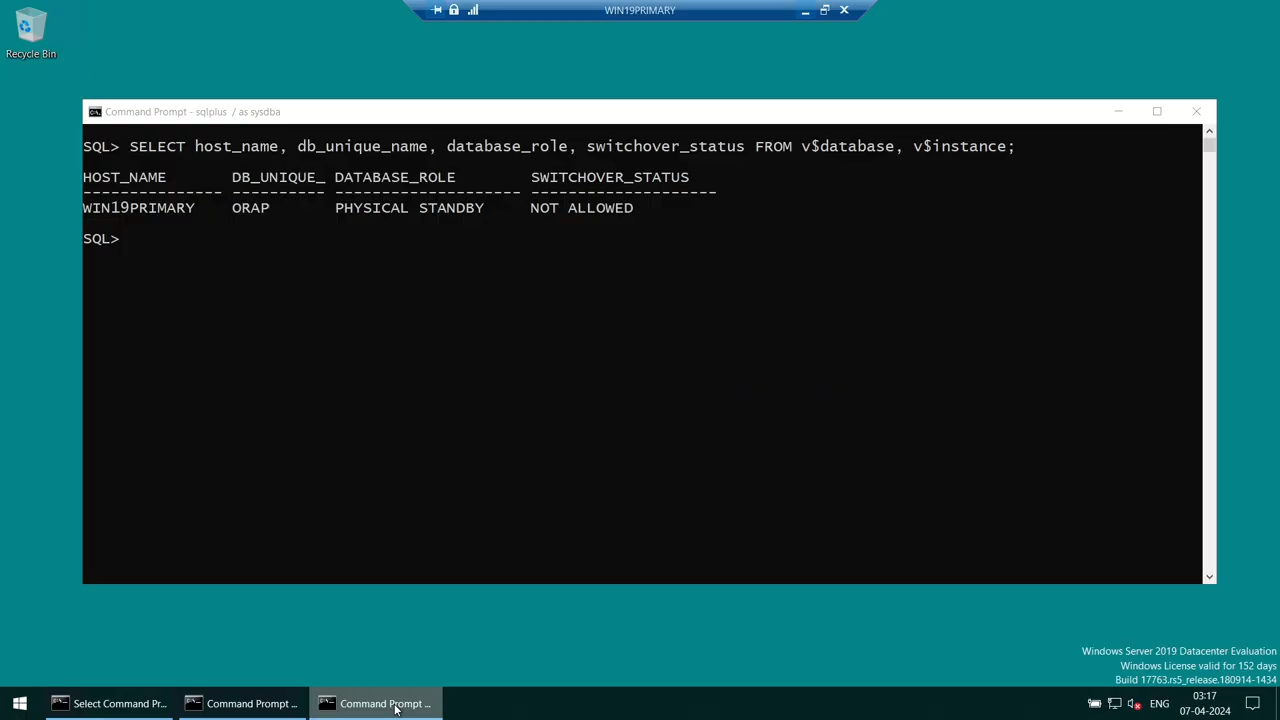 WIN19PRIMARY
Recycle Bin
Command Prompt - sqlplus  / as sysdba
SQL> SELECT host_name, db_unique_name, database_role, switchover_status FROM v$database, v$instance;
HOST_NAME       DB_UNIQUE_ DATABASE_ROLE        SWITCHOVER_STATUS
--------------- ---------- -------------------- --------------------
WIN19PRIMARY    ORAP       PHYSICAL STANDBY     NOT ALLOWED
SQL>
Windows Server 2019 Datacenter Evaluation
Windows License valid for 152 days
Build 17763.rs5_release.180914-1434
Select Command Pr...
Command Prompt ...
Command Prompt ...
ENG
03:17
07-04-2024